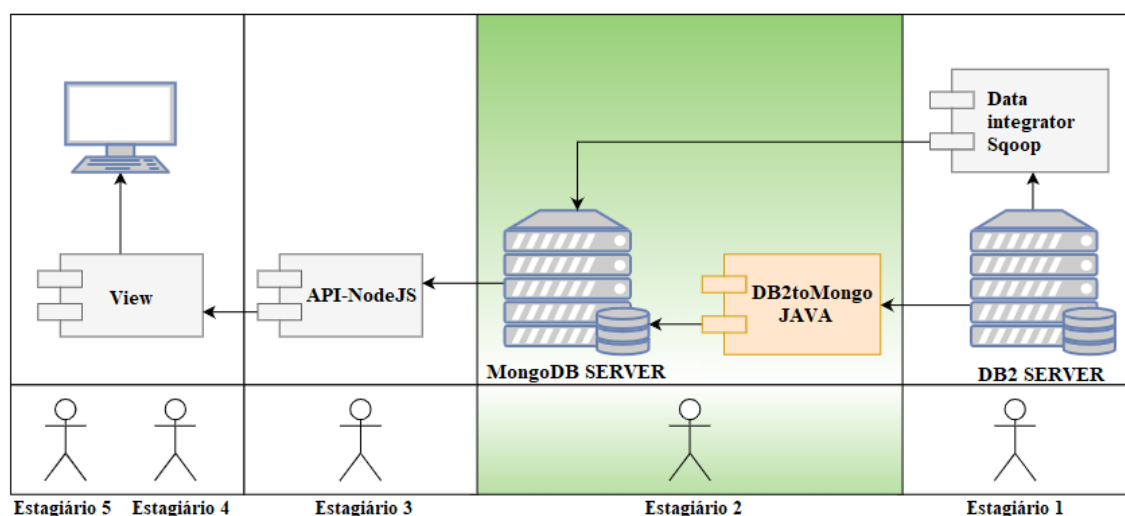 Data
integrator
Sqoop
View
API-NodeJS
DB2toMongo
JAVA
MongoDB SERVER
DB2 SERVER
Estagiário 5
Estagiário 4
Estagiário 3
Estagiário 2
Estagiário 1